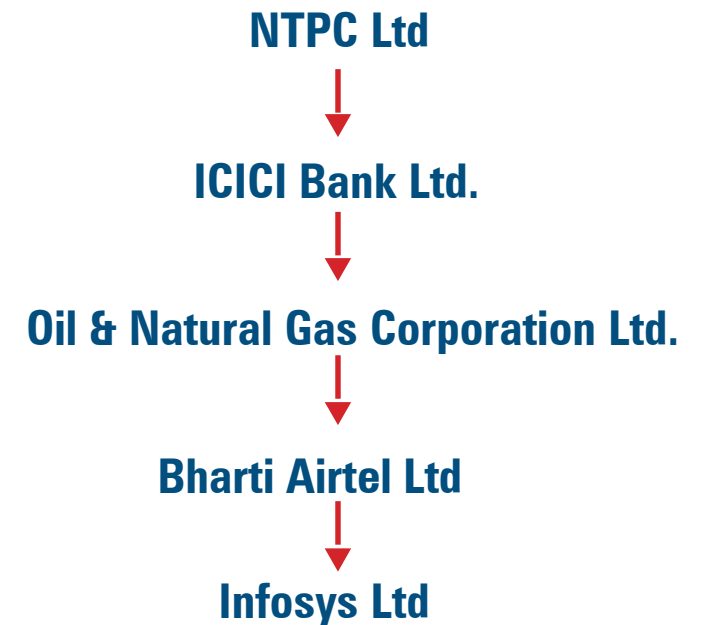 NTPC Ltd
ICICI Bank Ltd.
Oil & Natural Gas Corporation Ltd.
Bharti Airtel Ltd
Infosys Ltd